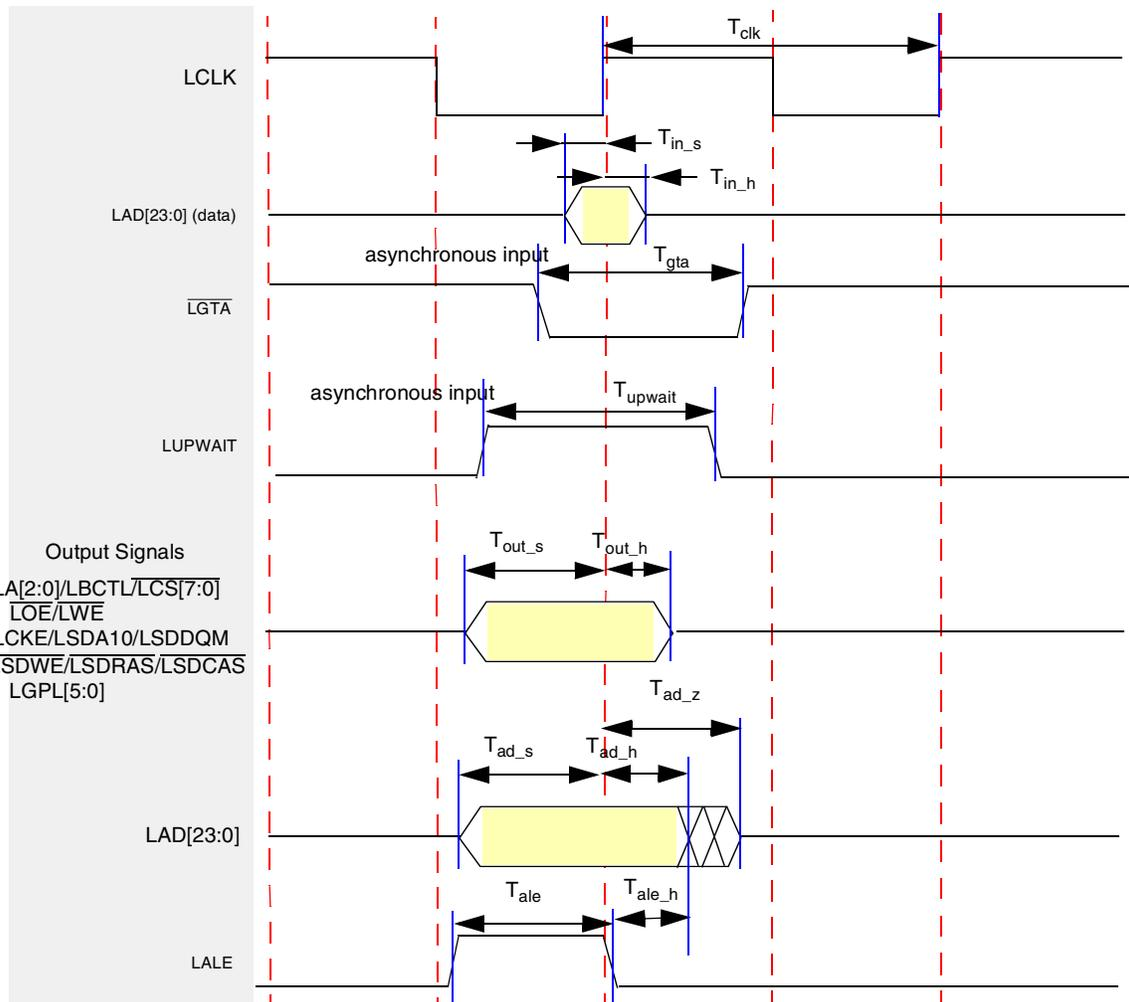 T_clk
LCLK
T_in_s
T_in_h
LAD[23:0] (data)
asynchronous input
T_gta
LGTA
asynchronous input
T_upwait
LUPWAIT
T_out_s
T_out_h
Output Signals
LA[2:0]/LBCTL/LCS[7:0]
LOE/LWE
LCKE/LSDA10/LSDDQM
SDWE/LSDRAS/LSDCAS
LGPL[5:0]
T_ad_z
T_ad_s
T_ad_h
LAD[23:0]
T_ale
T_ale_h
LALE